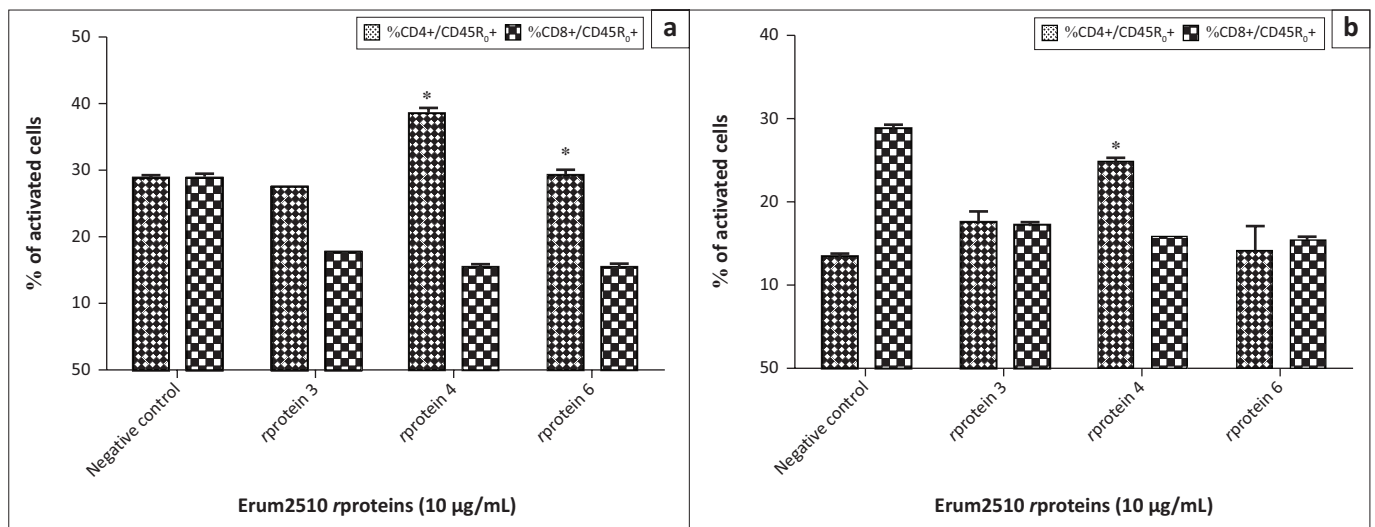 %CD4+/CD45R₀+ %CD8+/CD45R₀+
a
50
40
30
20
10
50
% of activated cells
Negative control
rprotein 3
rprotein 4
rprotein 6
*
*
Erum2510 rproteins (10 µg/mL)
%CD4+/CD45R₀+ %CD8+/CD45R₀+
b
40
30
20
10
50
% of activated cells
Negative control
rprotein 3
rprotein 4
rprotein 6
*
Erum2510 rproteins (10 µg/mL)